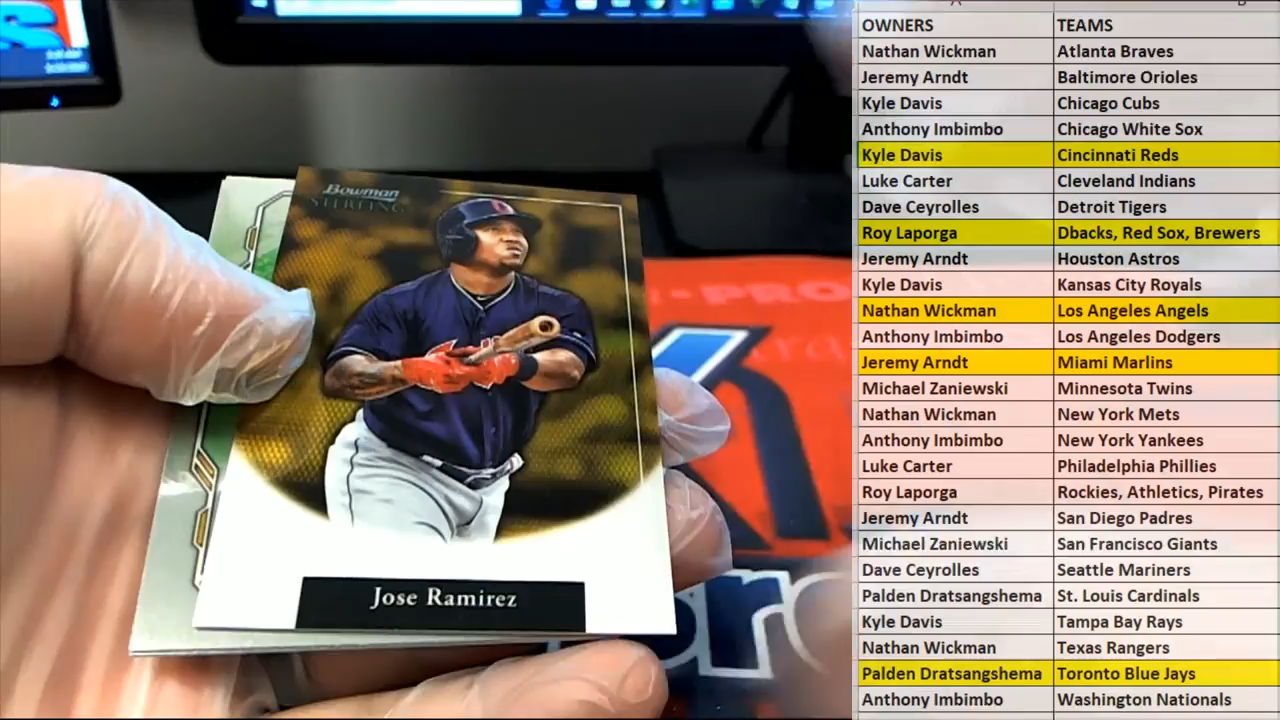 Bowman
STERLING
Jose Ramirez
PRO
OWNERS TEAMS
Nathan Wickman Atlanta Braves
Jeremy Arndt Baltimore Orioles
Kyle Davis Chicago Cubs
Anthony Imbimbo Chicago White Sox
Kyle Davis Cincinnati Reds
Luke Carter Cleveland Indians
Dave Ceyrolles Detroit Tigers
Roy Laporga Dbacks, Red Sox, Brewers
Jeremy Arndt Houston Astros
Kyle Davis Kansas City Royals
Nathan Wickman Los Angeles Angels
Anthony Imbimbo Los Angeles Dodgers
Jeremy Arndt Miami Marlins
Michael Zaniewski Minnesota Twins
Nathan Wickman New York Mets
Anthony Imbimbo New York Yankees
Luke Carter Philadelphia Phillies
Roy Laporga Rockies, Athletics, Pirates
Jeremy Arndt San Diego Padres
Michael Zaniewski San Francisco Giants
Dave Ceyrolles Seattle Mariners
Palden Dratsangshema St. Louis Cardinals
Kyle Davis Tampa Bay Rays
Nathan Wickman Texas Rangers
Palden Dratsangshema Toronto Blue Jays
Anthony Imbimbo Washington Nationals